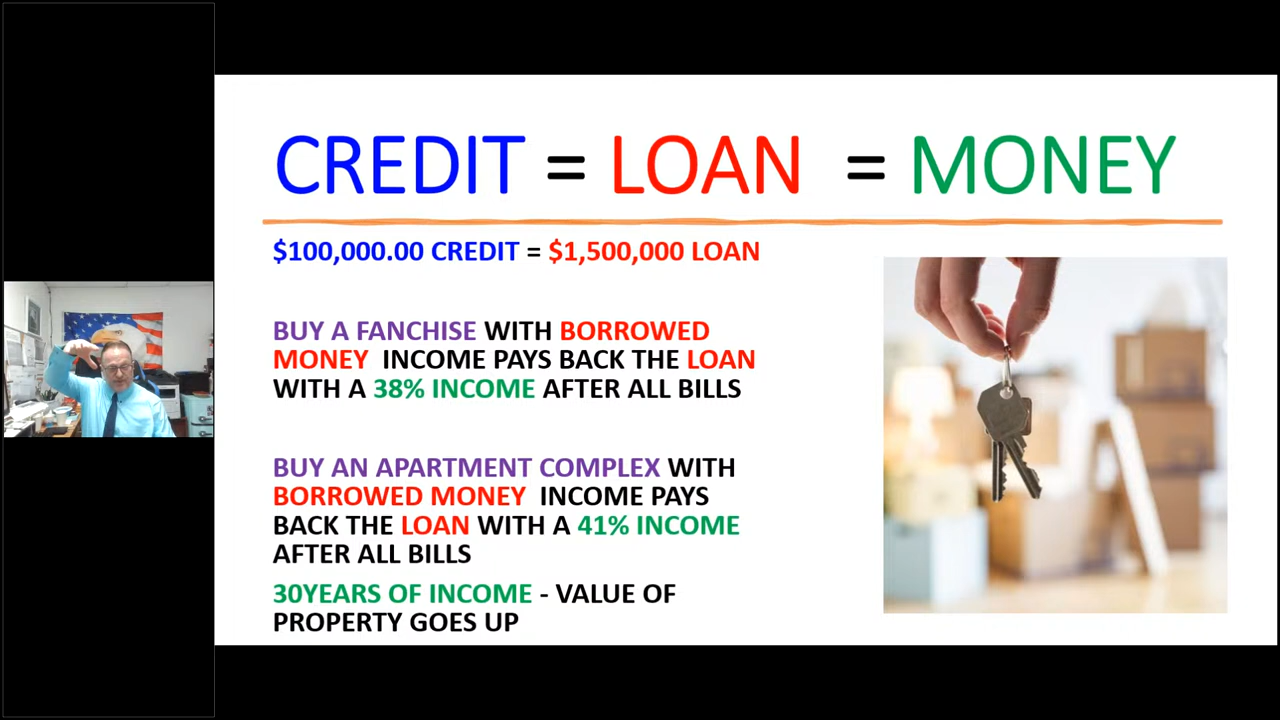 CREDIT = LOAN = MONEY
$100,000.00 CREDIT = $1,500,000 LOAN
BUY A FANCHISE WITH BORROWED
MONEY INCOME PAYS BACK THE LOAN
WITH A 38% INCOME AFTER ALL BILLS
BUY AN APARTMENT COMPLEX WITH
BORROWED MONEY INCOME PAYS
BACK THE LOAN WITH A 41% INCOME
AFTER ALL BILLS
30YEARS OF INCOME - VALUE OF
PROPERTY GOES UP